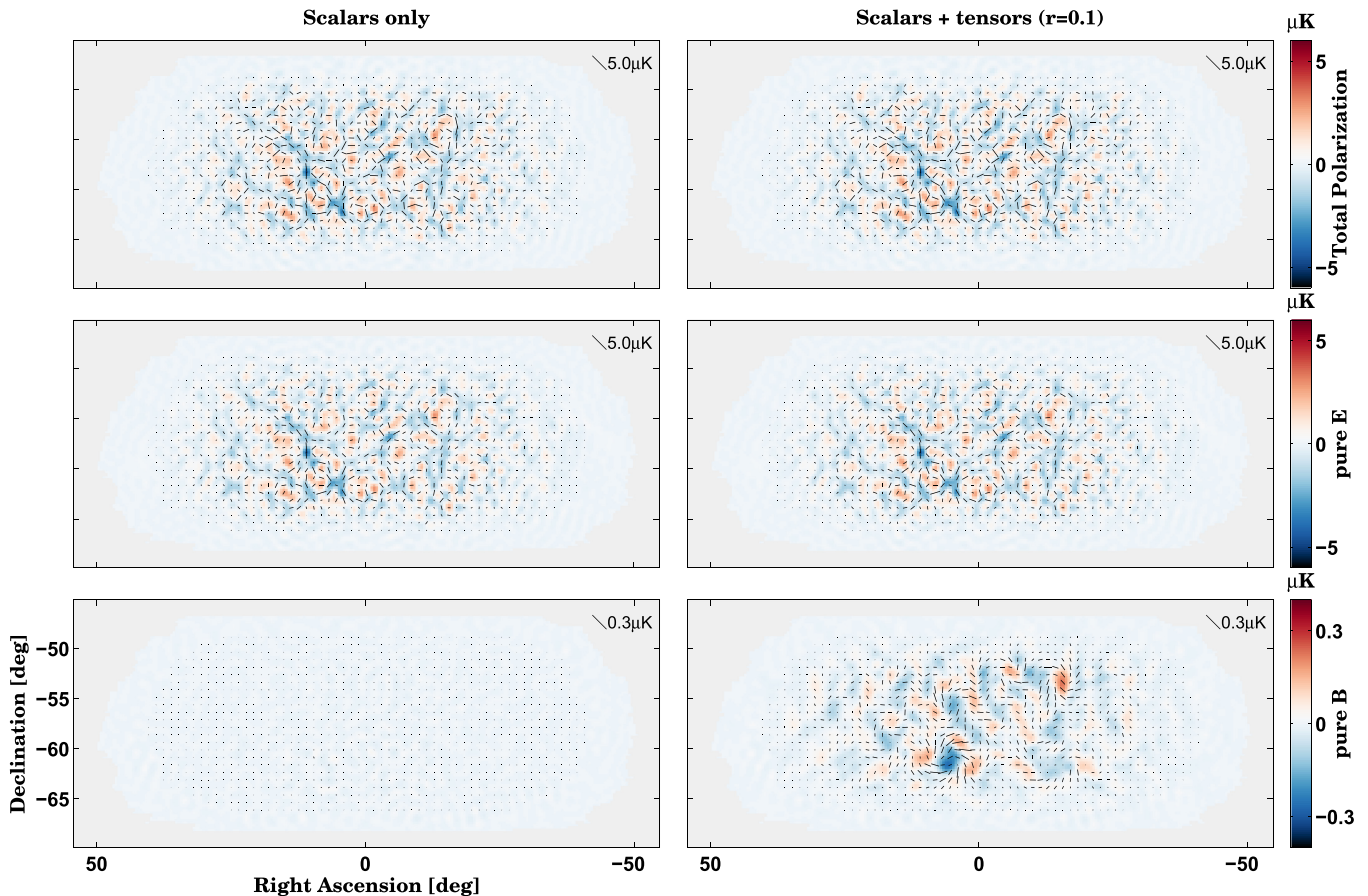 Scalars only
Scalars + tensors (r=0.1)
μK
5.0μK
5.0μK
5
0
−5
Total Polarization
μK
5.0μK
5.0μK
5
0
−5
pure E
μK
0.3μK
0.3μK
0.3
0
−0.3
pure B
Declination [deg]
−50
−55
−60
−65
50
0
−50
50
0
−50
Right Ascension [deg]